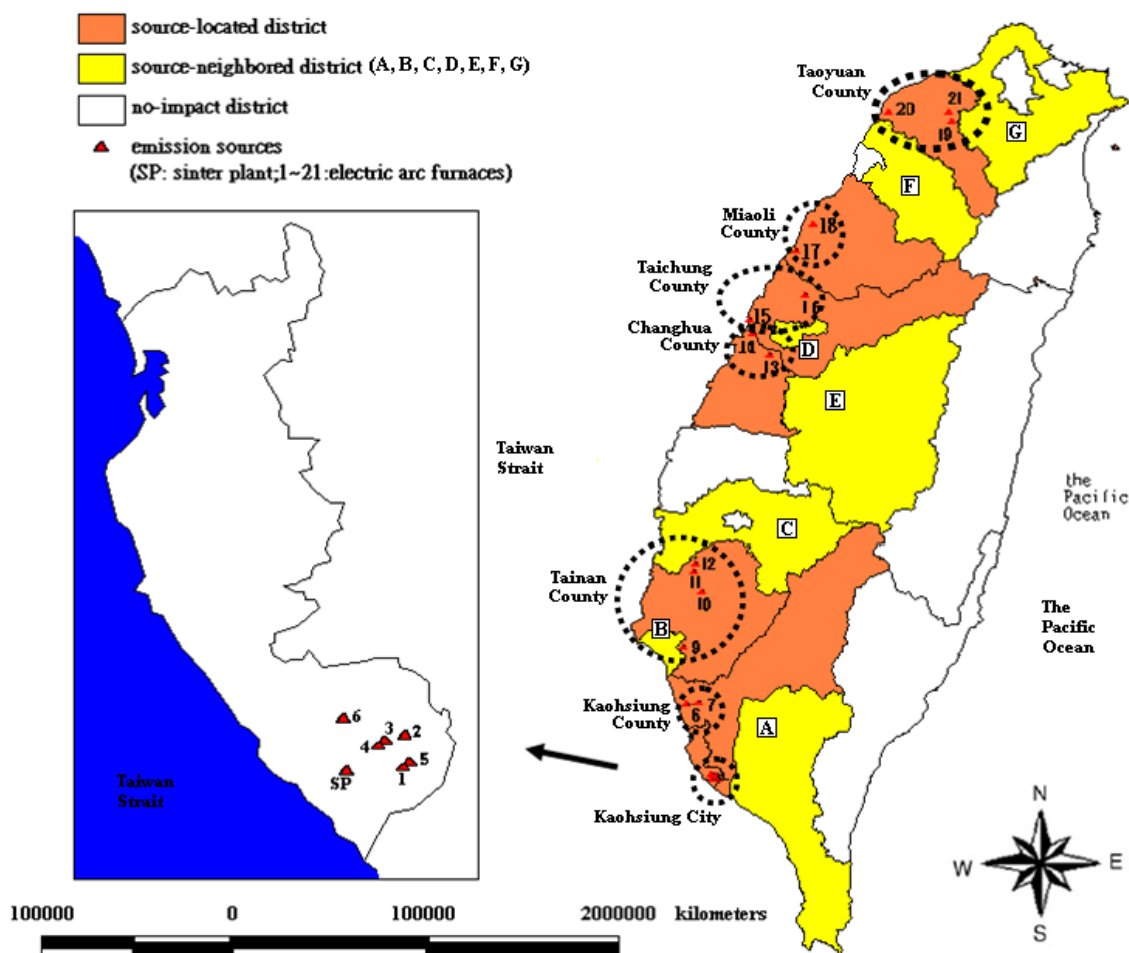 source-located district
source-neighbored district (A, B, C, D, E, F, G)
no-impact district
emission sources
(SP: sinter plant;1~21:electric arc furnaces)
Taoyuan
County
20
21
19
G
F
Miaoli
County
18
17
Taichung
County
16
15
Changhua
County
14
13
D
E
Taiwan
Strait
the
Pacific
Ocean
C
Tainan
County
12
11
10
B
9
The
Pacific
Ocean
Kaohsiung
County
6
7
A
Kaohsiung City
6
3
2
4
5
SP
1
Taiwan
Strait
N
W
E
S
100000
0
100000
2000000
kilometers